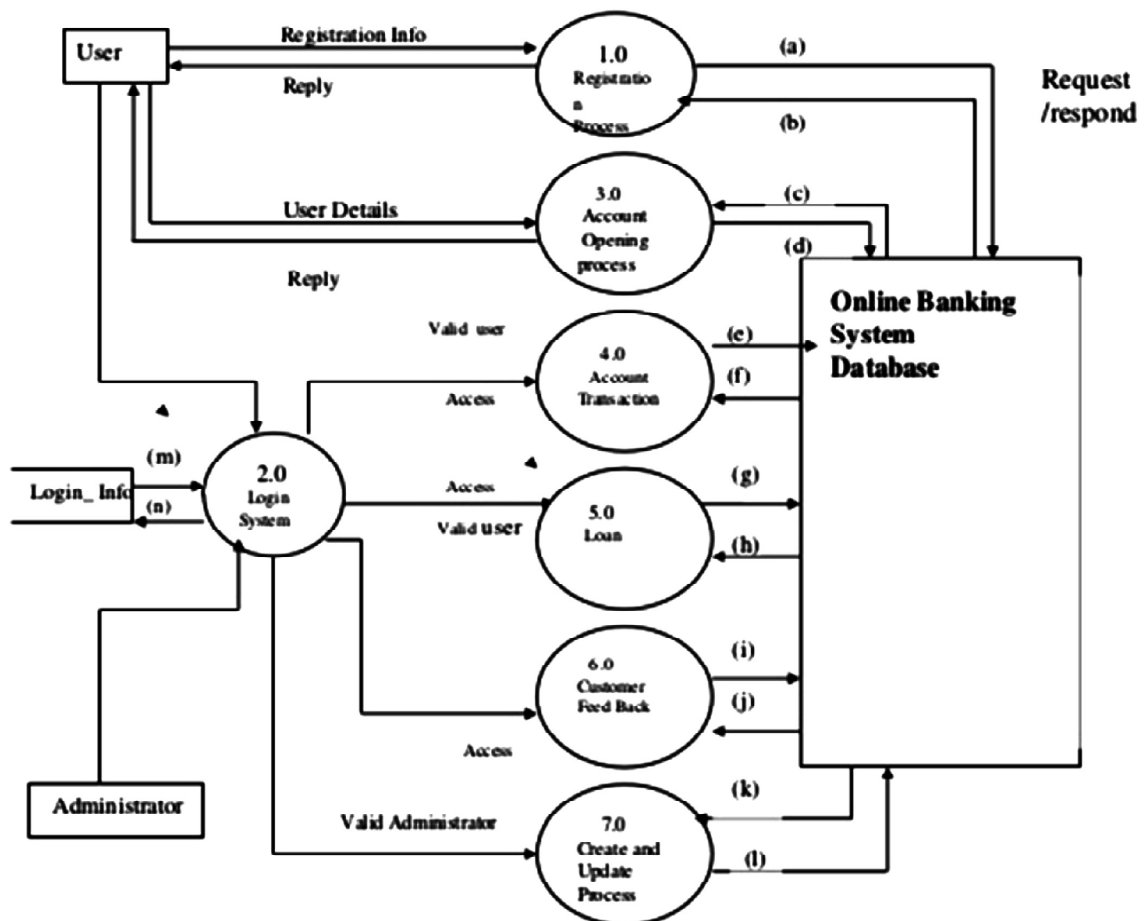 User
Registration Info
Reply
1.0
Registratio
n
Process
(a)
(b)
Request
/respond
User Details
Reply
3.0
Account
Opening
process
(c)
(d)
Online Banking
System
Database
Valid user
Access
4.0
Account
Transaction
(e)
(f)
(m)
Login_ Info
(n)
2.0
Login
System
Access
Valid user
5.0
Loan
(g)
(h)
6.0
Customer
Feed Back
(i)
(j)
Access
Administrator
Valid Administrator
7.0
Create and
Update
Process
(k)
(l)